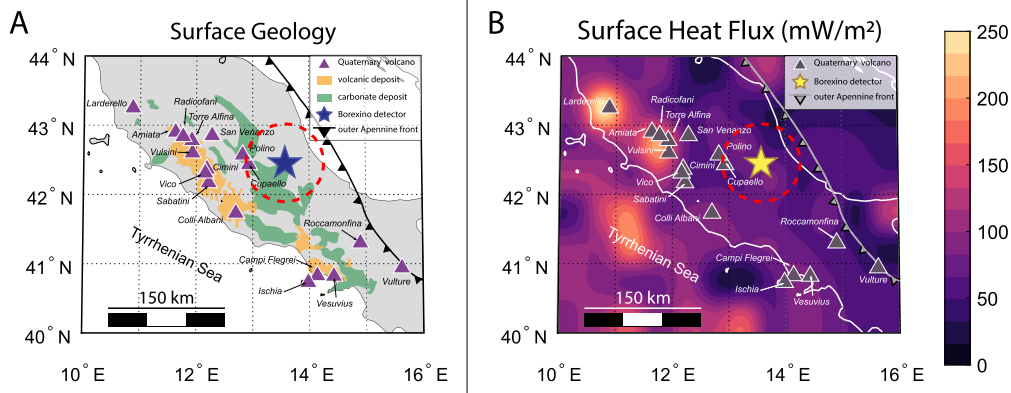 A
Surface Geology
44° N
43° N
42° N
41° N
40° N
10° E
12° E
14° E
16° E
Quaternary volcano
volcanic deposit
carbonate deposit
Borexino detector
outer Apennine front
Larderello
Radicofani
Torre Alfina
Amiata
San Venanzo
Vulsini
Polino
Cimini
Cupaello
Vico
Sabatini
Colli Albani
Roccamonfina
Tyrrhenian Sea
Campi Flegrei
Ischia
Vesuvius
Vulture
150 km
B
Surface Heat Flux (mW/m²)
44° N
43° N
42° N
41° N
40° N
10° E
12° E
14° E
16° E
Quaternary volcano
Borexino detector
outer Apennine front
Larderello
Radicofani
Torre Alfina
Amiata
San Venanzo
Vulsini
Polino
Cimini
Cupaello
Vico
Sabatini
Colli Albani
Roccamonfina
Tyrrhenian Sea
Campi Flegrei
Ischia
Vesuvius
Vulture
150 km
250
200
150
100
50
0